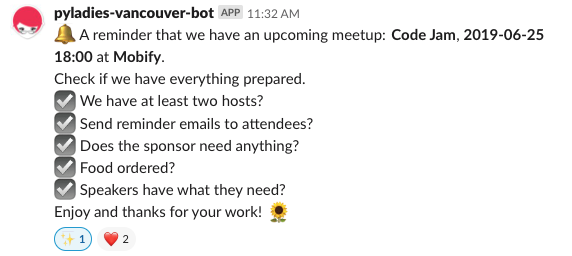 pyladies-vancouver-bot APP 11:32 AM
🔔 A reminder that we have an upcoming meetup: Code Jam, 2019-06-25
18:00 at Mobify.
Check if we have everything prepared.
✔ We have at least two hosts?
✔ Send reminder emails to attendees?
✔ Does the sponsor need anything?
✔ Food ordered?
✔ Speakers have what they need?
Enjoy and thanks for your work! 🌻
✨ 1 ❤️ 2